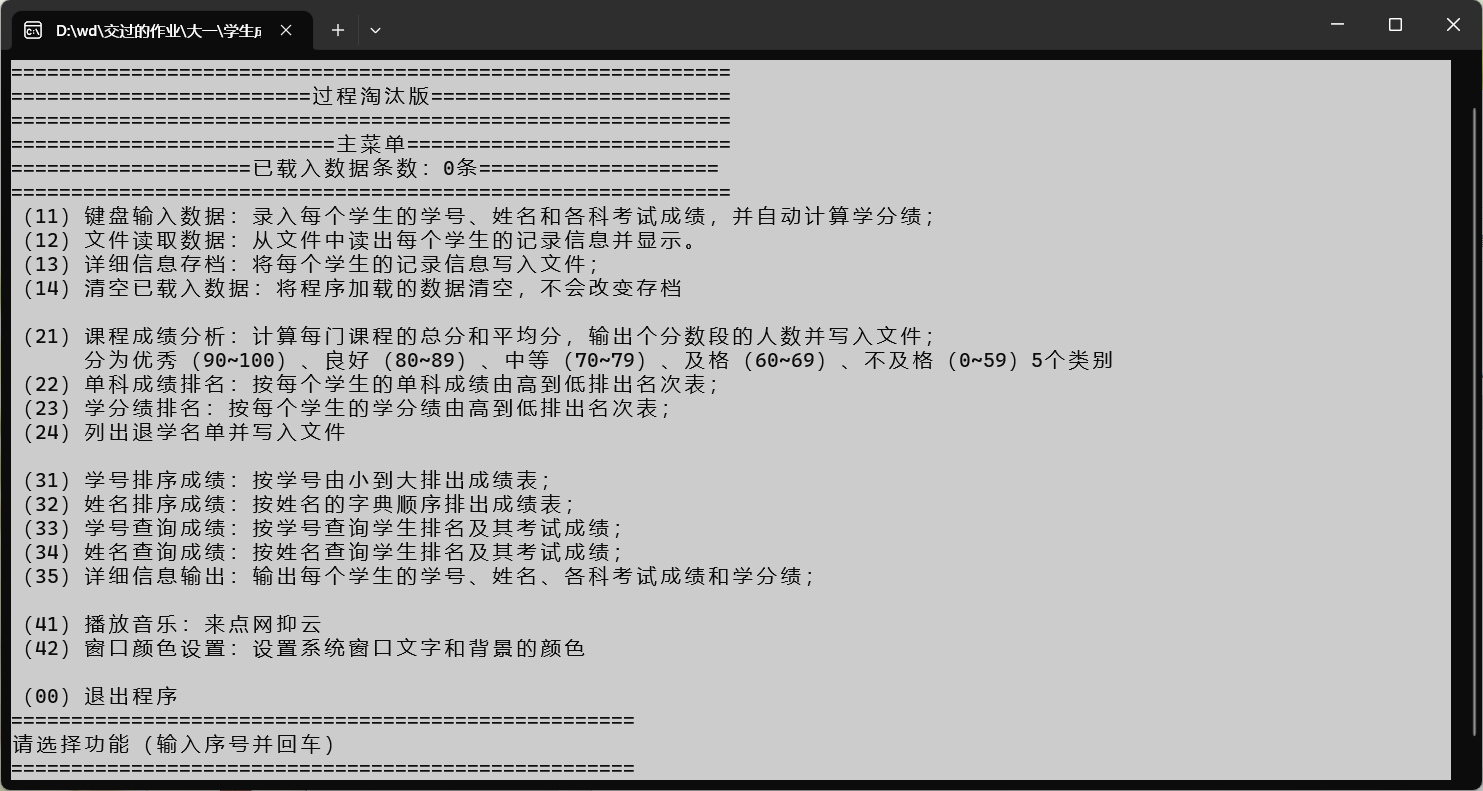 D:\wd\交过的作业\大一\学生成
============================================================
=========================过程淘汰版=========================
============================================================
===========================主菜单===========================
====================已载入数据条数: 0条====================
============================================================
(11) 键盘输入数据: 录入每个学生的学号、姓名和各科考试成绩, 并自动计算学分绩;
(12) 文件读取数据: 从文件中读出每个学生的记录信息并显示。
(13) 详细信息存档: 将每个学生的记录信息写入文件;
(14) 清空已载入数据: 将程序加载的数据清空, 不会改变存档
(21) 课程成绩分析: 计算每门课程的总分和平均分, 输出个分数段的人数并写入文件;
分为优秀 (90~100) 、良好 (80~89) 、中等 (70~79) 、及格 (60~69) 、不及格 (0~59) 5个类别
(22) 单科成绩排名: 按每个学生的单科成绩由高到低排出名次表;
(23) 学分绩排名: 按每个学生的学分绩由高到低排出名次表;
(24) 列出退学名单并写入文件
(31) 学号排序成绩: 按学号由小到大排出成绩表;
(32) 姓名排序成绩: 按姓名的字典顺序排出成绩表;
(33) 学号查询成绩: 按学号查询学生排名及其考试成绩;
(34) 姓名查询成绩: 按姓名查询学生排名及其考试成绩;
(35) 详细信息输出: 输出每个学生的学号、姓名、各科考试成绩和学分绩;
(41) 播放音乐: 来点网抑云
(42) 窗口颜色设置: 设置系统窗口文字和背景的颜色
(00) 退出程序
====================================================
请选择功能 (输入序号并回车)
====================================================